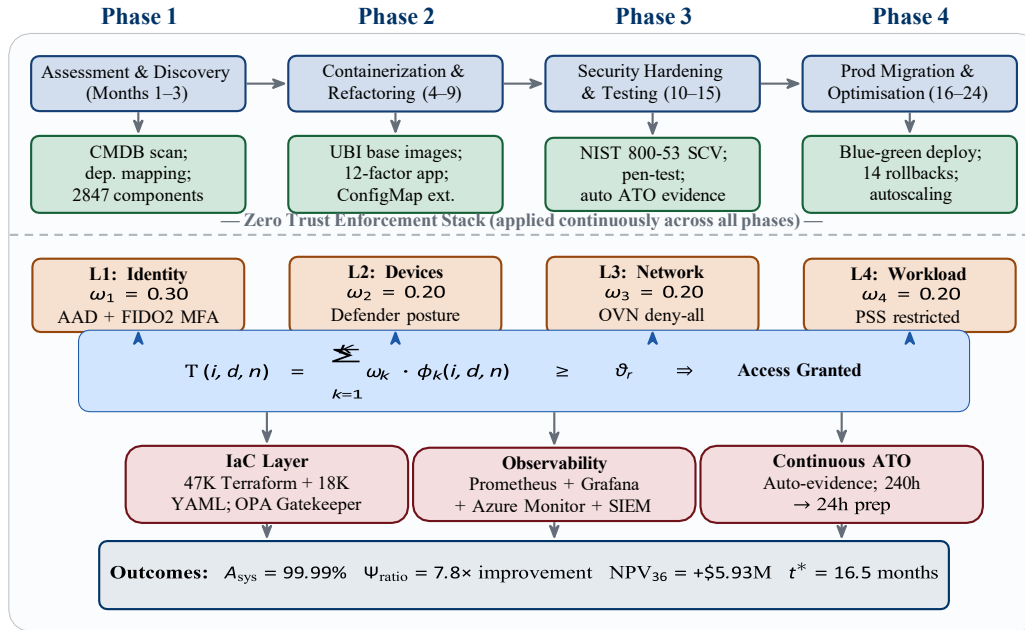 Phase 1
Phase 2
Phase 3
Phase 4
Assessment & Discovery
(Months 1–3)
Containerization &
Refactoring (4–9)
Security Hardening
& Testing (10–15)
Prod Migration &
Optimisation (16–24)
CMDB scan;
dep. mapping;
2847 components
UBI base images;
12-factor app;
ConfigMap ext.
NIST 800-53 SCV;
pen-test;
auto ATO evidence
Blue-green deploy;
14 rollbacks;
autoscaling
— Zero Trust Enforcement Stack (applied continuously across all phases) —
L1: Identity
ω₁ = 0.30
AAD + FIDO2 MFA
L2: Devices
ω₂ = 0.20
Defender posture
L3: Network
ω₃ = 0.20
OVN deny-all
L4: Workload
ω₄ = 0.20
PSS restricted
T (i, d, n) = ∑ k=1 ωₖ · ϕₖ(i, d, n) ≥ ϑᵣ ⇒ Access Granted
IaC Layer
47K Terraform + 18K
YAML; OPA Gatekeeper
Observability
Prometheus + Grafana
+ Azure Monitor + SIEM
Continuous ATO
Auto-evidence; 240h
→ 24h prep
Outcomes: A_sys = 99.99% Ψ_ratio = 7.8× improvement NPV₃₆ = +$5.93M t* = 16.5 months